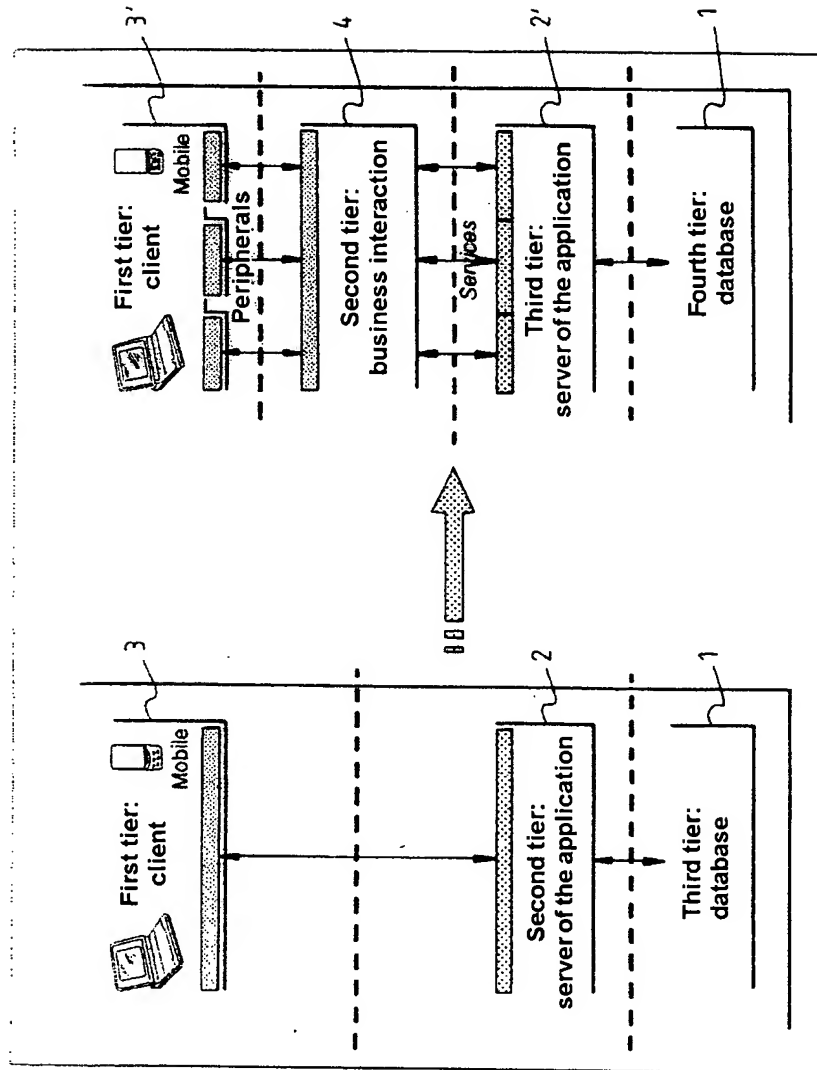 First tier:
client
Mobile
3
Second tier:
server of the application
2
Third tier:
database
1
First tier:
client
Mobile
3'
Peripherals
Second tier:
business interaction
4
Services
Third tier:
server of the application
2'
Fourth tier:
database
1